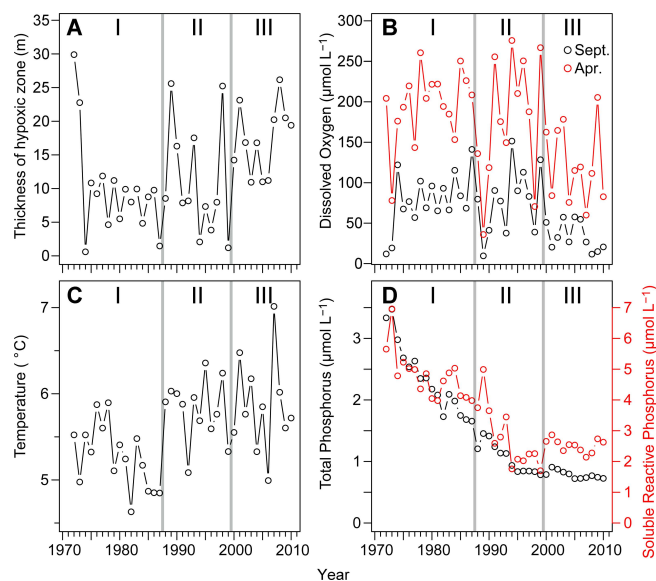 A I II III
Thickness of hypoxic zone (m)
35
30
25
20
15
10
5
0
B I II III
Sept.
Apr.
Dissolved Oxygen (μmol L−1)
300
250
200
150
100
50
0
C I II III
Temperature ( °C)
7
6
5
1970 1980 1990 2000 2010
D I II III
Total Phosphorus (μmol L−1)
3
2
1
0
Soluble Reactive Phosphorus (μmol L−1)
7
6
5
4
3
2
1
0
1970 1980 1990 2000 2010
Year